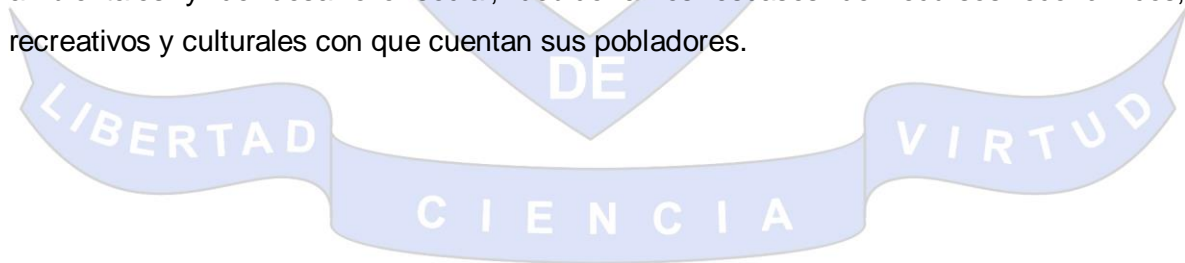 recreativos y culturales con que cuentan sus pobladores.
DE
LIBERTAD
VIRTUD
CIENCIA